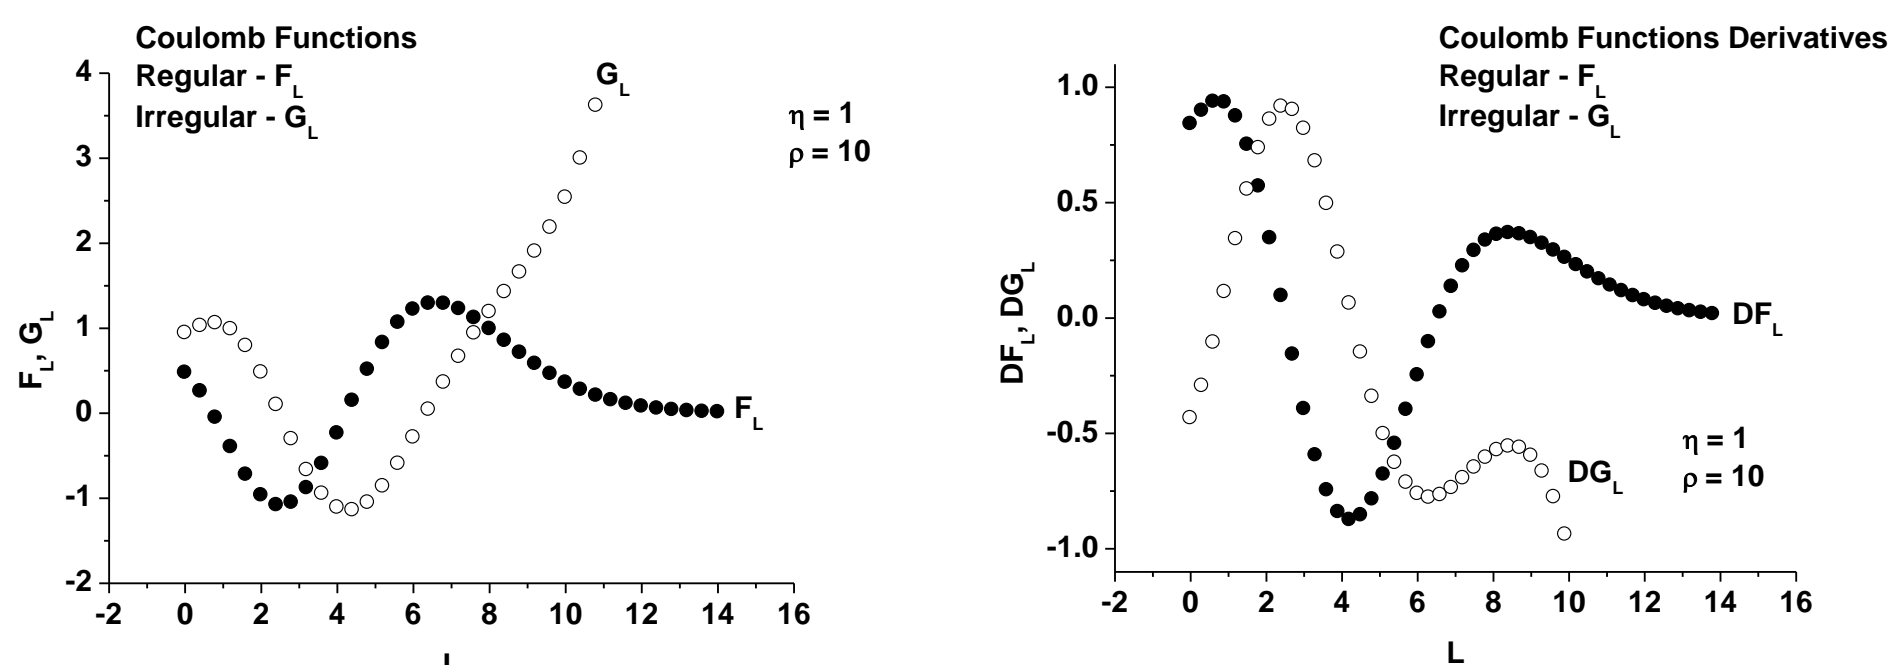 Coulomb Functions
Regular - F_L
Irregular - G_L
G_L
η = 1
ρ = 10
4
3
2
1
0
-1
-2
F_L, G_L
F_L
-2 0 2 4 6 8 10 12 14 16
L
Coulomb Functions Derivatives
Regular - F_L
Irregular - G_L
1.0
0.5
0.0
-0.5
-1.0
DF_L, DG_L
DF_L
DG_L
η = 1
ρ = 10
-2 0 2 4 6 8 10 12 14 16
L